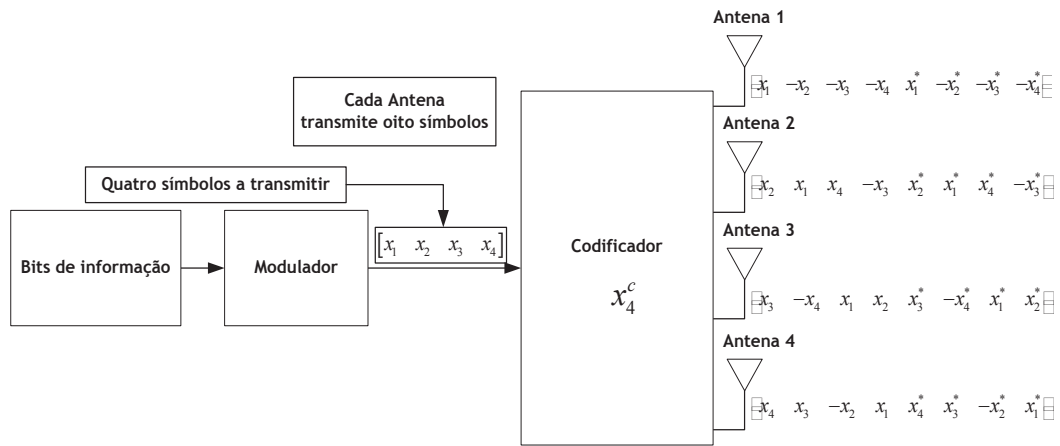 Antena 1
[x₁ −x₂ −x₃ −x₄ x₁* −x₂* −x₃* −x₄*]
Cada Antena
transmite oito símbolos
Antena 2
[x₂ x₁ x₄ −x₃ x₂* x₁* x₄* −x₃*]
Quatro símbolos a transmitir
[x₁ x₂ x₃ x₄]
Bits de informação
Modulador
Codificador
x₄ᶜ
Antena 3
[x₃ −x₄ x₁ x₂ x₃* −x₄* x₁* x₂*]
Antena 4
[x₄ x₃ −x₂ x₁ x₄* x₃* −x₂* x₁*]